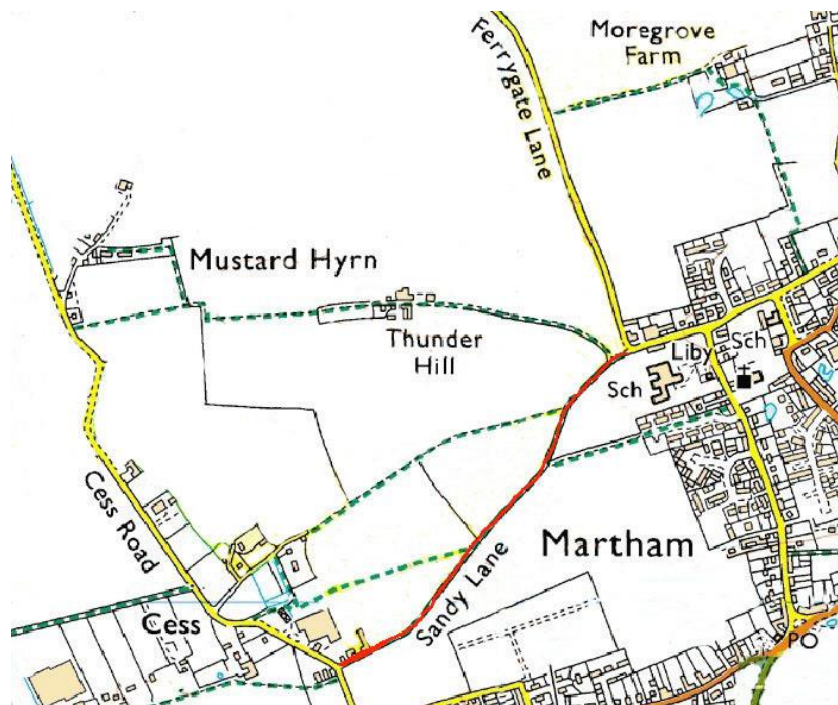 Moregrove
Farm
Ferrygate Lane
Mustard Hyrn
Thunder
Hill
Liby
Sch
Sch
Cess Road
Martham
Sandy Lane
Cess
PO